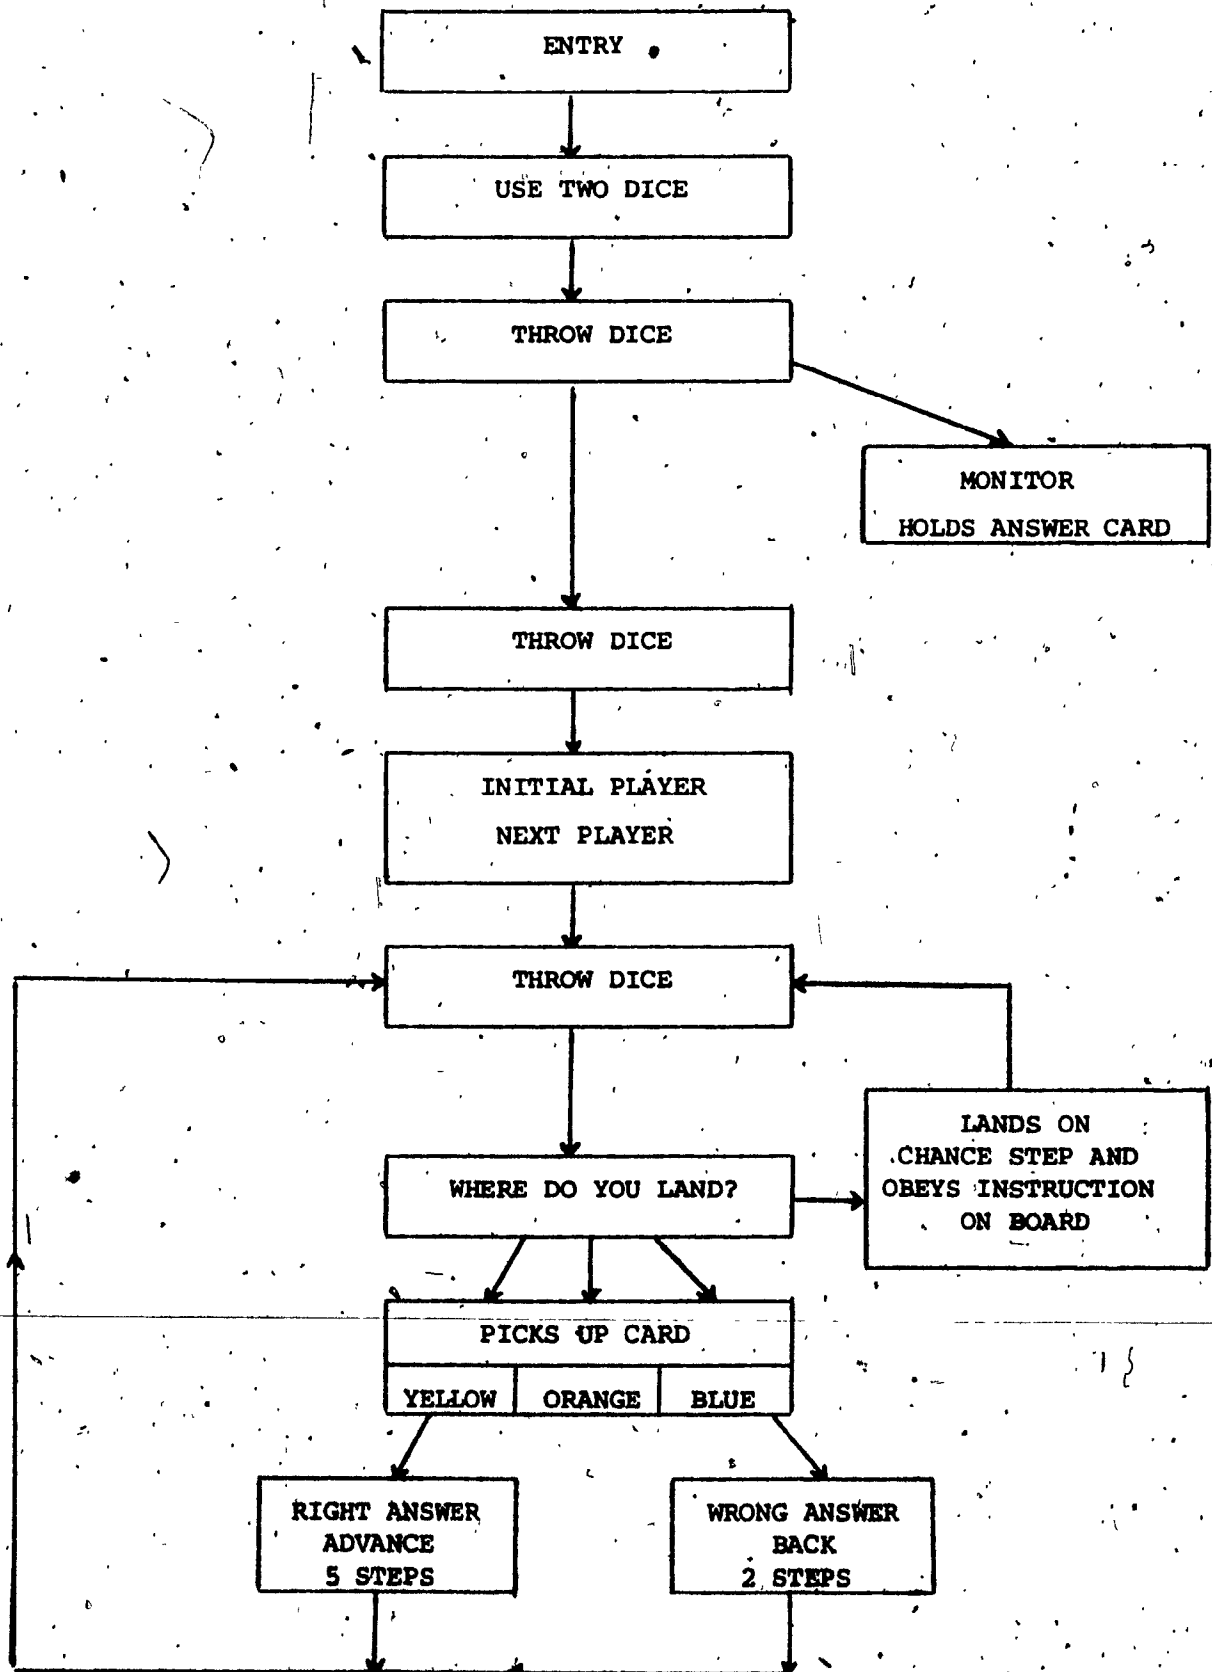 ENTRY
USE TWO DICE
THROW DICE
MONITOR
HOLDS ANSWER CARD
THROW DICE
INITIAL PLAYER
NEXT PLAYER
THROW DICE
LANDS ON
CHANCE STEP AND
OBEYS INSTRUCTION
ON BOARD
WHERE DO YOU LAND?
PICKS UP CARD
YELLOW ORANGE BLUE
RIGHT ANSWER
ADVANCE
5 STEPS
WRONG ANSWER
BACK
2 STEPS